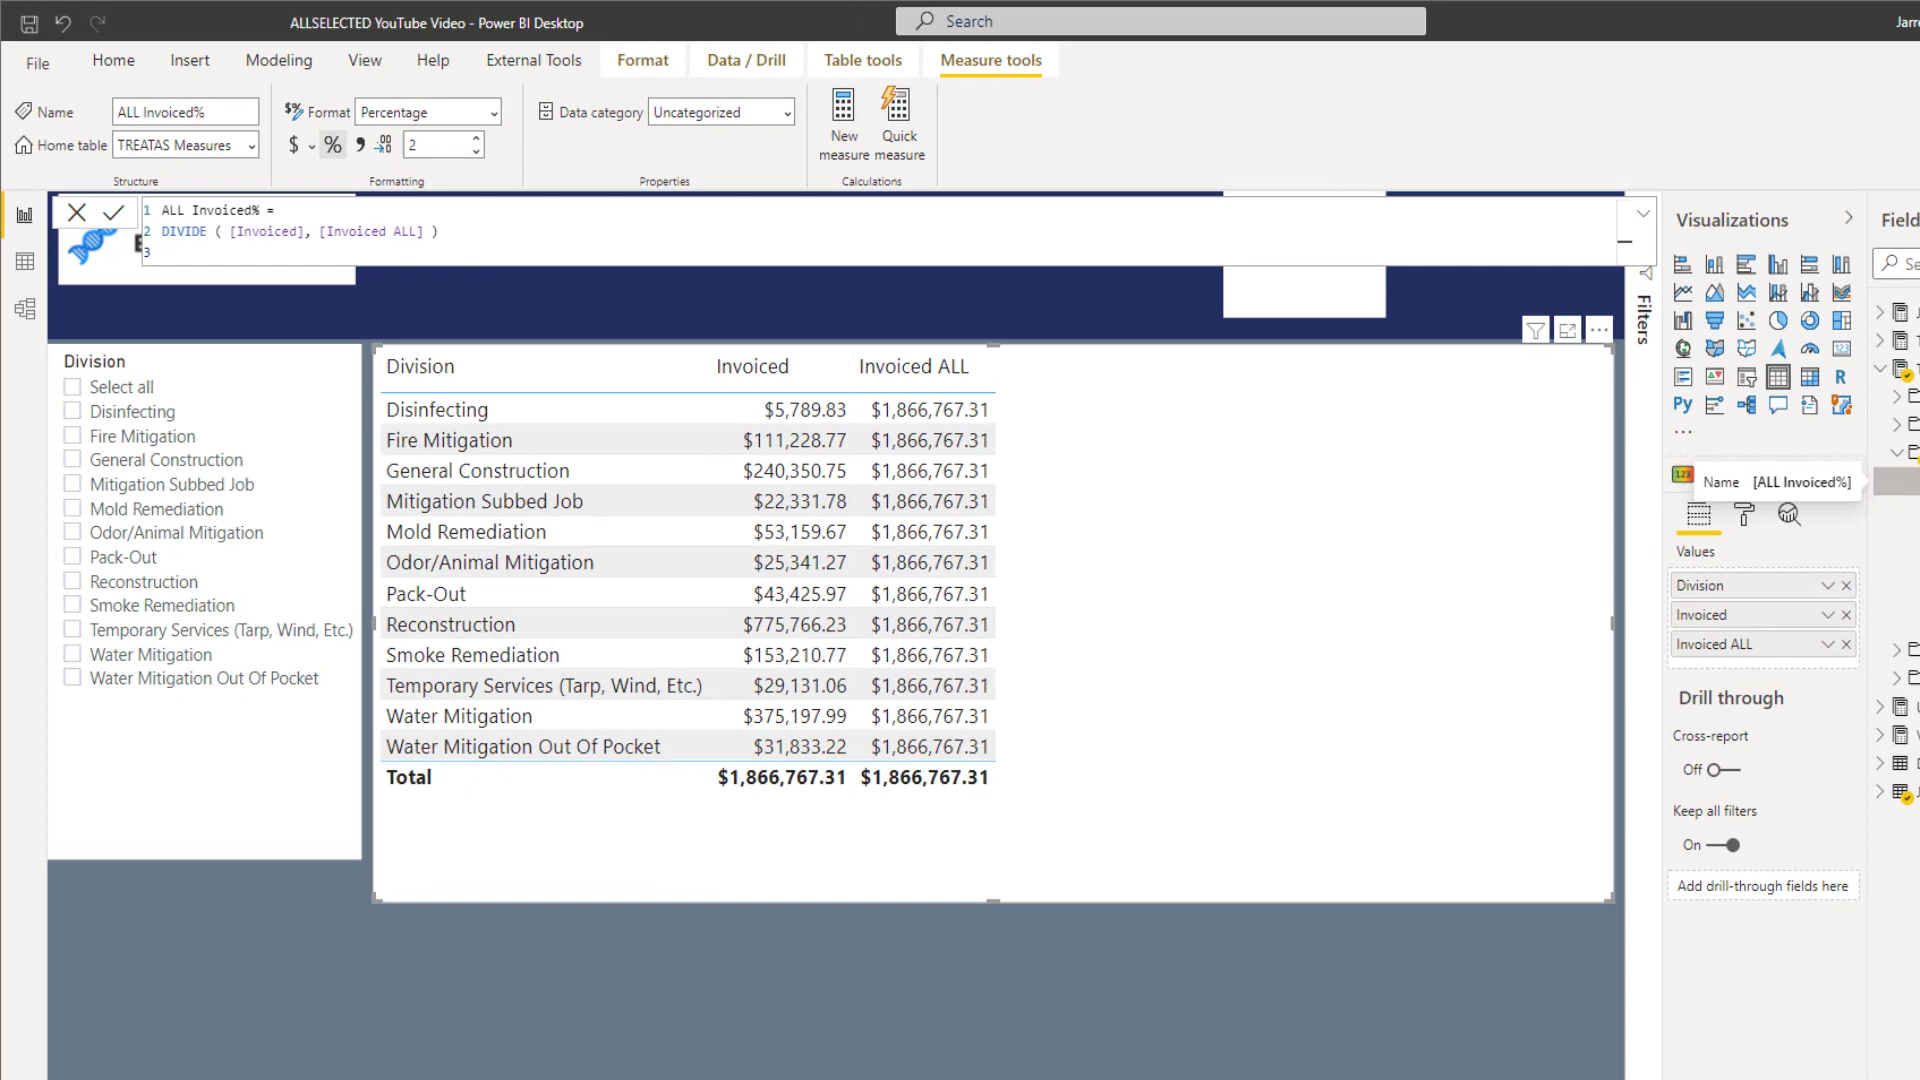 ALLSELECTED YouTube Video - Power BI Desktop
Search
File
Home
Insert
Modeling
View
Help
External Tools
Format
Data / Drill
Table tools
Measure tools
Name
ALL Invoiced%
Home table
TREATAS Measures
Structure
Format
Percentage
$
%
2
Formatting
Data category
Uncategorized
Properties
New
measure
Quick
measure
Calculations
1 ALL Invoiced% =
2 DIVIDE ( [Invoiced], [Invoiced ALL] )
3
Division
Select all
Disinfecting
Fire Mitigation
General Construction
Mitigation Subbed Job
Mold Remediation
Odor/Animal Mitigation
Pack-Out
Reconstruction
Smoke Remediation
Temporary Services (Tarp, Wind, Etc.)
Water Mitigation
Water Mitigation Out Of Pocket
Division Invoiced Invoiced ALL
Disinfecting $5,789.83 $1,866,767.31
Fire Mitigation $111,228.77 $1,866,767.31
General Construction $240,350.75 $1,866,767.31
Mitigation Subbed Job $22,331.78 $1,866,767.31
Mold Remediation $53,159.67 $1,866,767.31
Odor/Animal Mitigation $25,341.27 $1,866,767.31
Pack-Out $43,425.97 $1,866,767.31
Reconstruction $775,766.23 $1,866,767.31
Smoke Remediation $153,210.77 $1,866,767.31
Temporary Services (Tarp, Wind, Etc.) $29,131.06 $1,866,767.31
Water Mitigation $375,197.99 $1,866,767.31
Water Mitigation Out Of Pocket $31,833.22 $1,866,767.31
Total $1,866,767.31 $1,866,767.31
Filters
Visualizations
R
Py
123
Name [ALL Invoiced%]
Values
Division
Invoiced
Invoiced ALL
Drill through
Cross-report
Off
Keep all filters
On
Add drill-through fields here